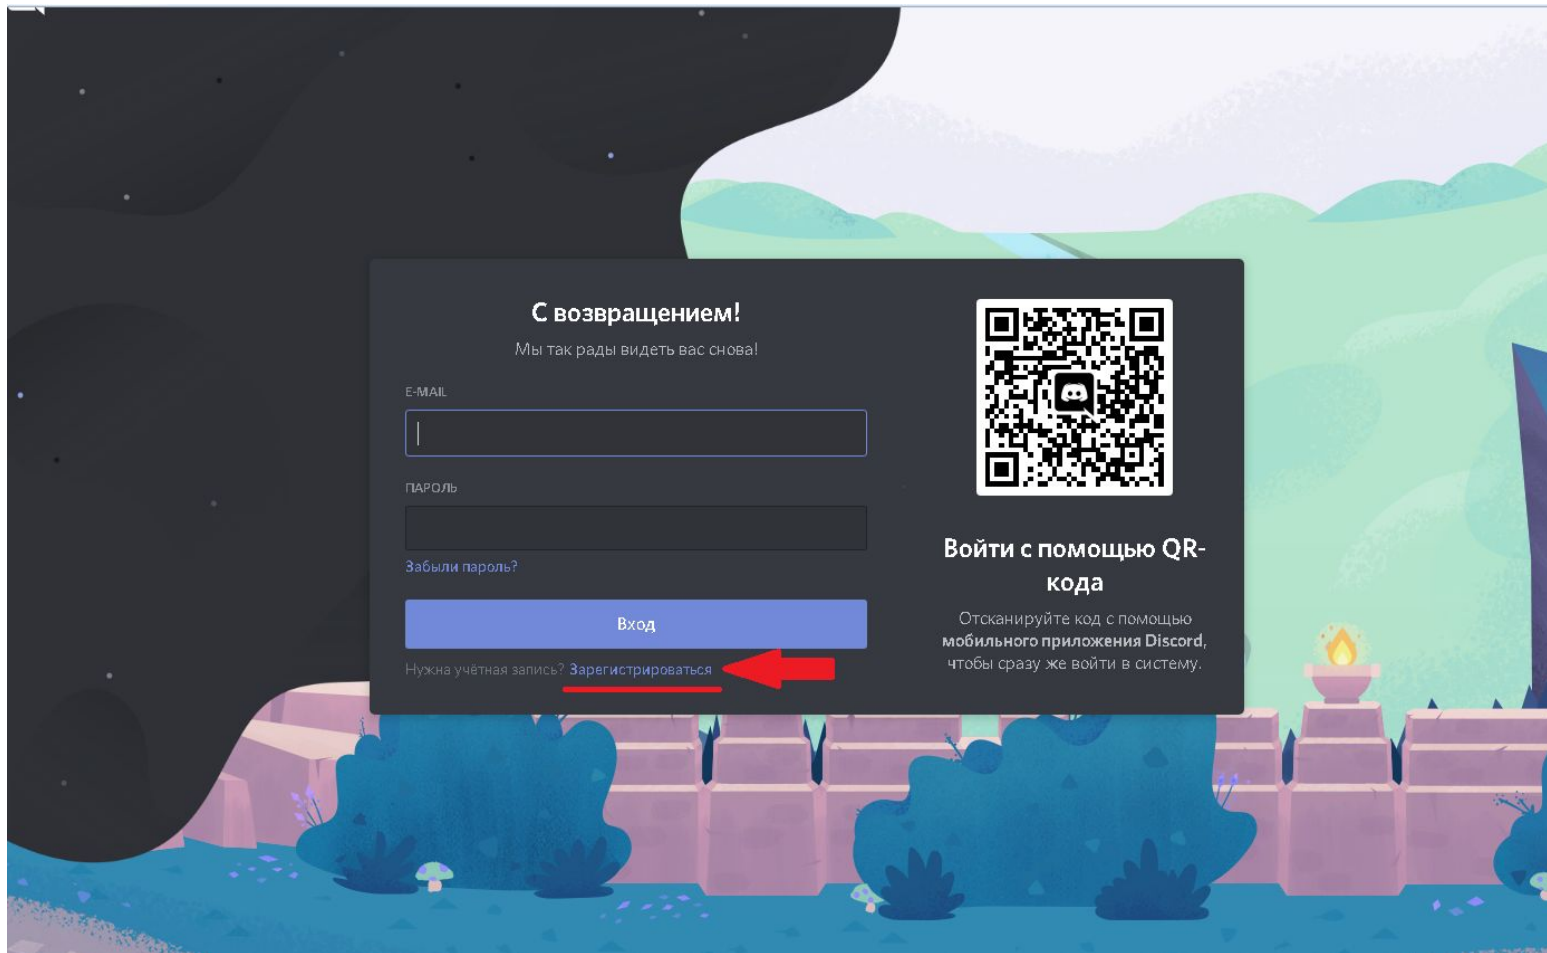 С возвращением!
Мы так рады видеть вас снова!
E-MAIL
ПАРОЛЬ
Забыли пароль?
Вход
Нужна учётная запись? Зарегистрироваться
Войти с помощью QR-
кода
Отсканируйте код с помощью
мобильного приложения Discord,
чтобы сразу же войти в систему.